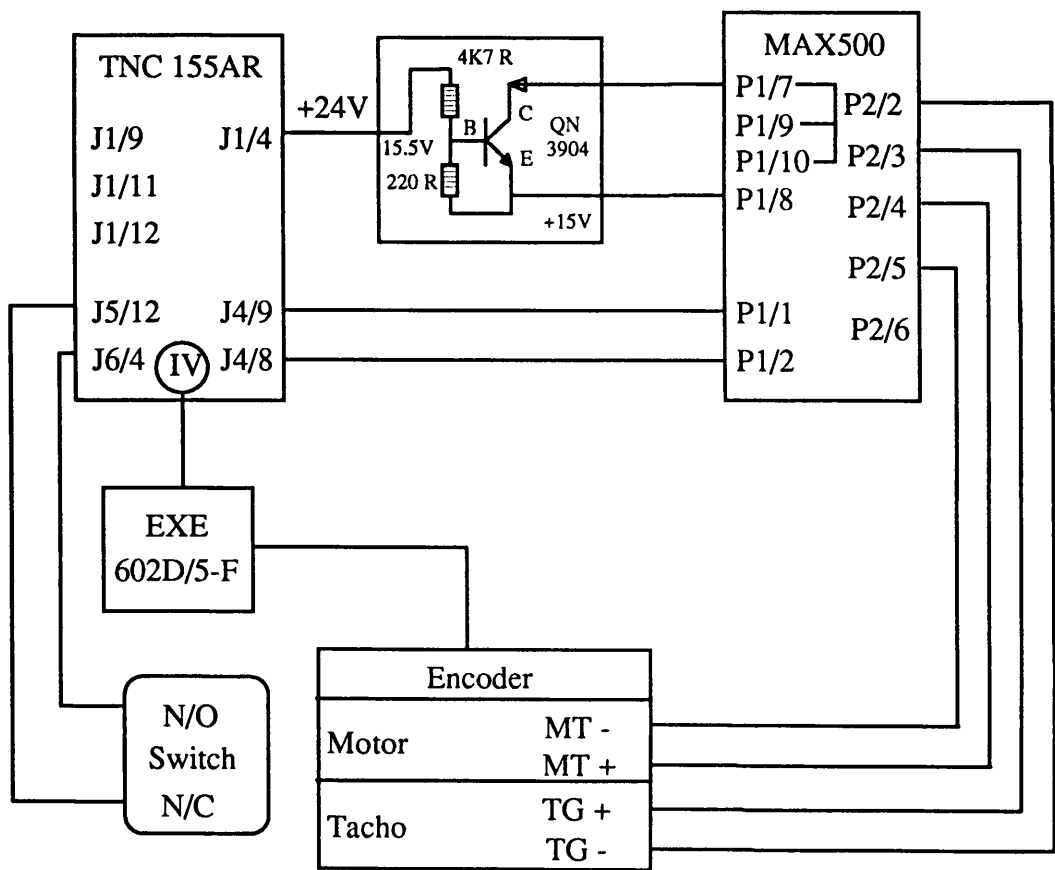 TNC 155AR
J1/9 J1/4
J1/11
J1/12
J5/12 J4/9
J6/4 IV J4/8
+24V
4K7 R
B C QN
15.5V E 3904
220 R
+15V
MAX500
P1/7 P2/2
P1/9
P1/10 P2/3
P1/8 P2/4
P2/5
P1/1 P2/6
P1/2
EXE
602D/5-F
N/O
Switch
N/C
Encoder
Motor MT -
MT +
Tacho TG +
TG -